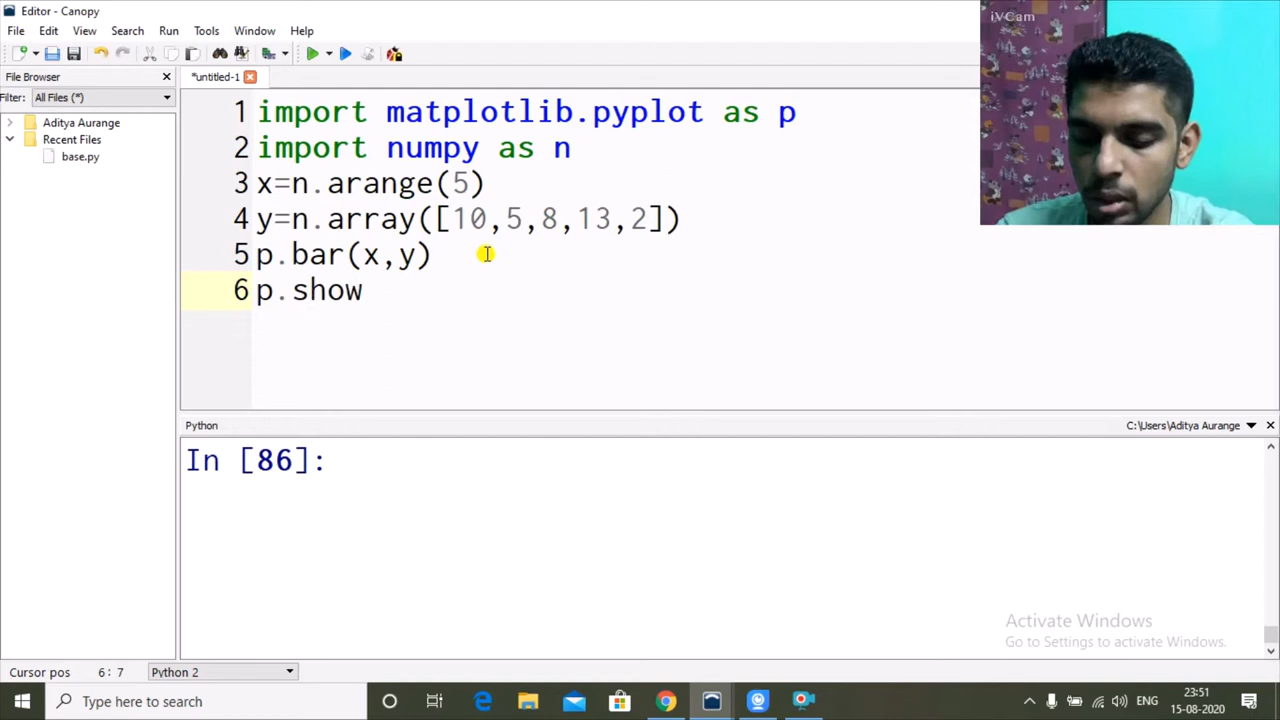 Editor - Canopy
iVCam
File Edit View Search Run Tools Window Help
File Browser
*untitled-1
Filter: All Files (*)
Aditya Aurange
Recent Files
base.py
1 import matplotlib.pyplot as p
2 import numpy as n
3 x=n.arange(5)
4 y=n.array([10,5,8,13,2])
5 p.bar(x,y)
6 p.show
Python
C:\Users\Aditya Aurange
In [86]:
Activate Windows
Go to Settings to activate Windows.
Cursor pos 6: 7 Python 2
Type here to search
ENG
23:51
15-08-2020